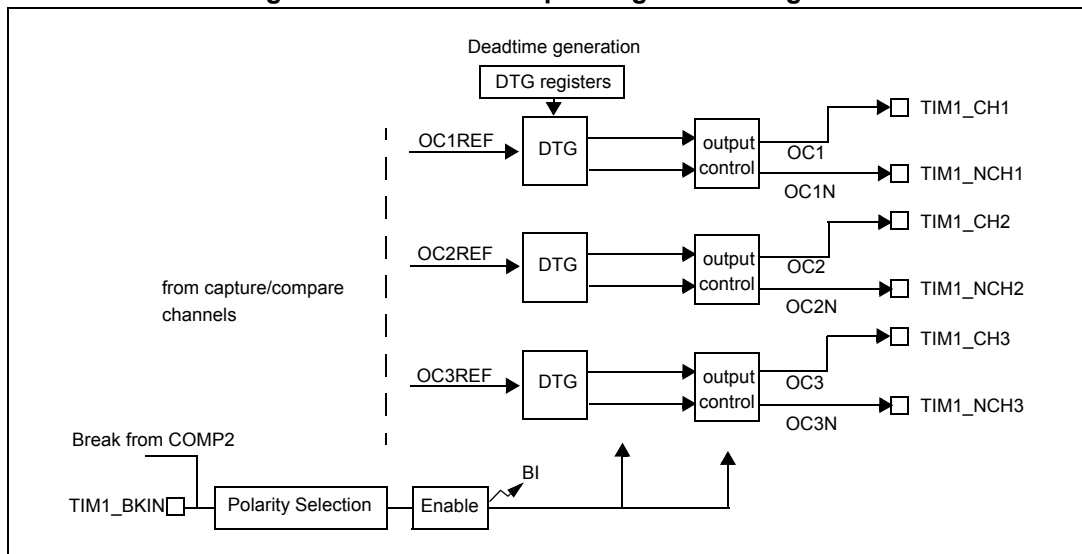 Deadtime generation
DTG registers
TIM1_CH1
OC1REF
DTG
output
control
OC1
TIM1_NCH1
OC1N
TIM1_CH2
OC2REF
DTG
output
control
OC2
from capture/compare
channels
TIM1_NCH2
OC2N
TIM1_CH3
OC3REF
DTG
output
control
OC3
TIM1_NCH3
OC3N
Break from COMP2
BI
TIM1_BKIN
Polarity Selection
Enable